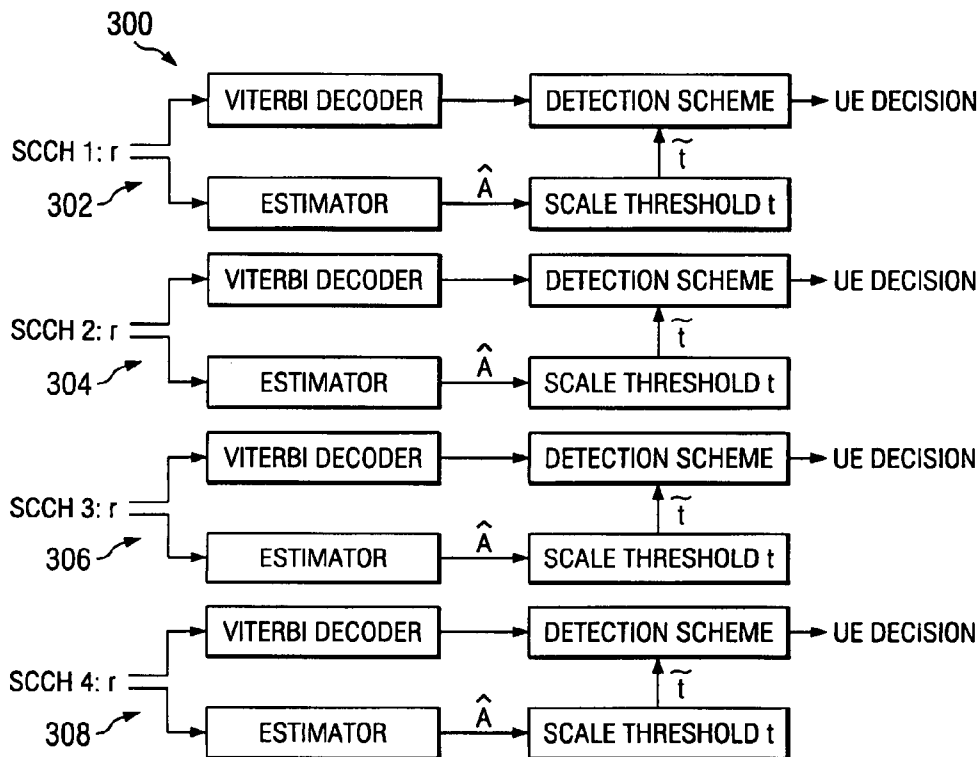 300
VITERBI DECODER
DETECTION SCHEME
UE DECISION
SCCH 1: r
t̃
302
ESTIMATOR
Â
SCALE THRESHOLD t
VITERBI DECODER
DETECTION SCHEME
UE DECISION
SCCH 2: r
t̃
304
ESTIMATOR
Â
SCALE THRESHOLD t
VITERBI DECODER
DETECTION SCHEME
UE DECISION
SCCH 3: r
t̃
306
ESTIMATOR
Â
SCALE THRESHOLD t
VITERBI DECODER
DETECTION SCHEME
UE DECISION
SCCH 4: r
t̃
308
ESTIMATOR
Â
SCALE THRESHOLD t